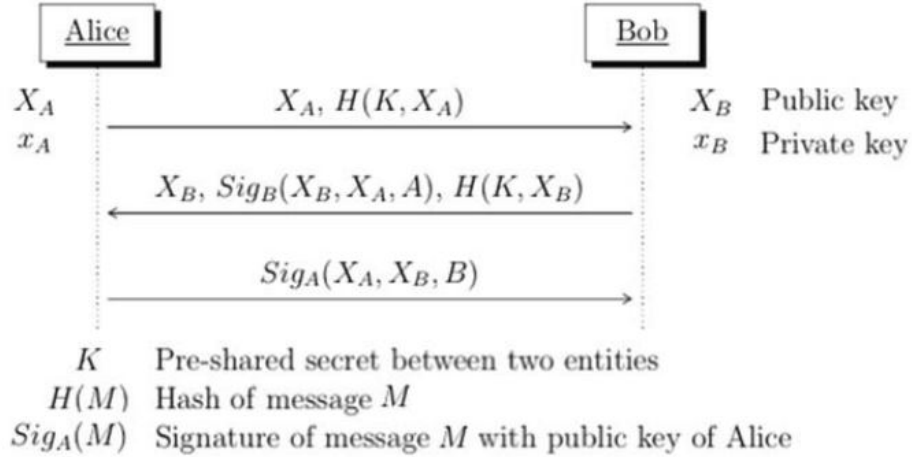 Alice Bob
X_A X_A, H(K, X_A) X_B Public key
x_A x_B Private key
X_B, Sig_B(X_B, X_A, A), H(K, X_B)
Sig_A(X_A, X_B, B)
K Pre-shared secret between two entities
H(M) Hash of message M
Sig_A(M) Signature of message M with public key of Alice